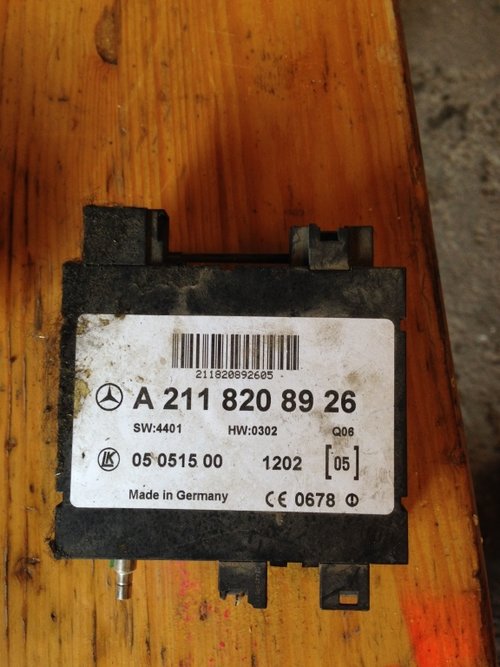 211820892605
A 211 820 89 26
SW:4401 HW:0302 Q06
LK 05 0515 00 1202 [05]
Made in Germany CE 0678